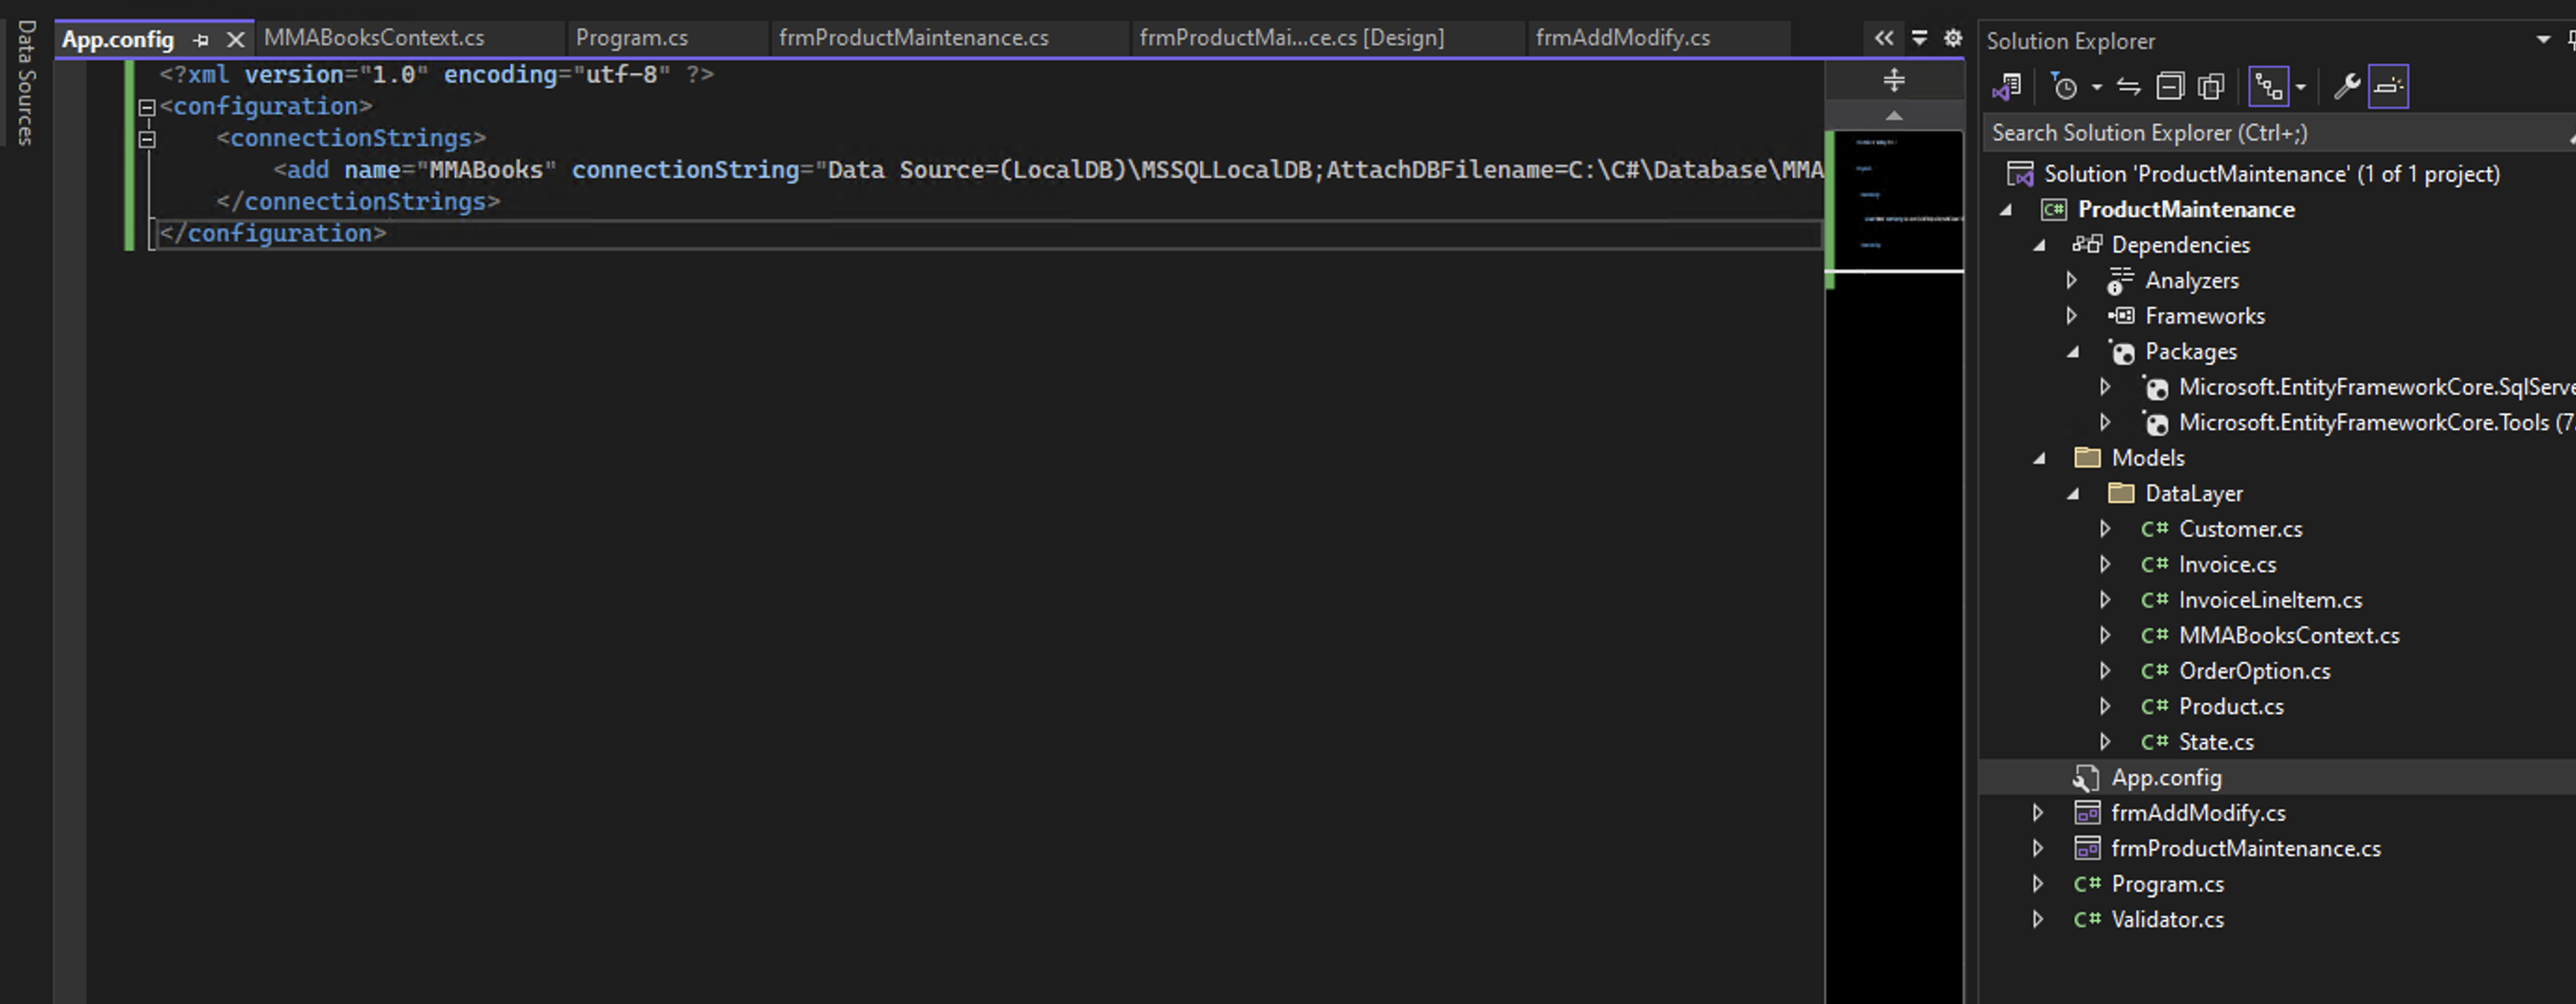 Data Sources
App.config
MMABooksContext.cs
Program.cs
frmProductMaintenance.cs
frmProductMai...ce.cs [Design]
frmAddModify.cs
<?xml version="1.0" encoding="utf-8" ?>
<configuration>
<connectionStrings>
<add name="MMABooks" connectionString="Data Source=(LocalDB)\MSSQLLocalDB;AttachDBFilename=C:\C#\Database\MMA
</connectionStrings>
</configuration>
Solution Explorer
Search Solution Explorer (Ctrl+;)
Solution 'ProductMaintenance' (1 of 1 project)
C# ProductMaintenance
Dependencies
Analyzers
Frameworks
Packages
Microsoft.EntityFrameworkCore.SqlServe
Microsoft.EntityFrameworkCore.Tools (7.
Models
DataLayer
C# Customer.cs
C# Invoice.cs
C# InvoiceLineItem.cs
C# MMABooksContext.cs
C# OrderOption.cs
C# Product.cs
C# State.cs
App.config
frmAddModify.cs
frmProductMaintenance.cs
C# Program.cs
C# Validator.cs